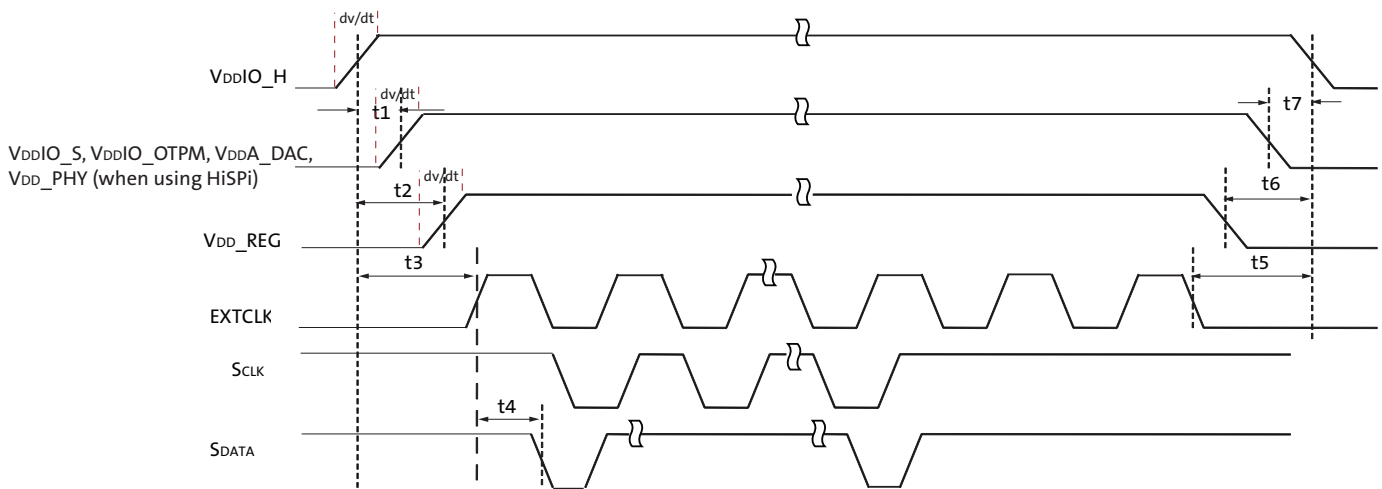 dv/dt
VDDIO_H
dv/dt
t1
t7
VDDIO_S, VDDIO_OTPM, VDDA_DAC,
VDD_PHY (when using HiSPi)
dv/dt
t2
t6
VDD_REG
t3
t5
EXTCLK
SCLK
t4
SDATA